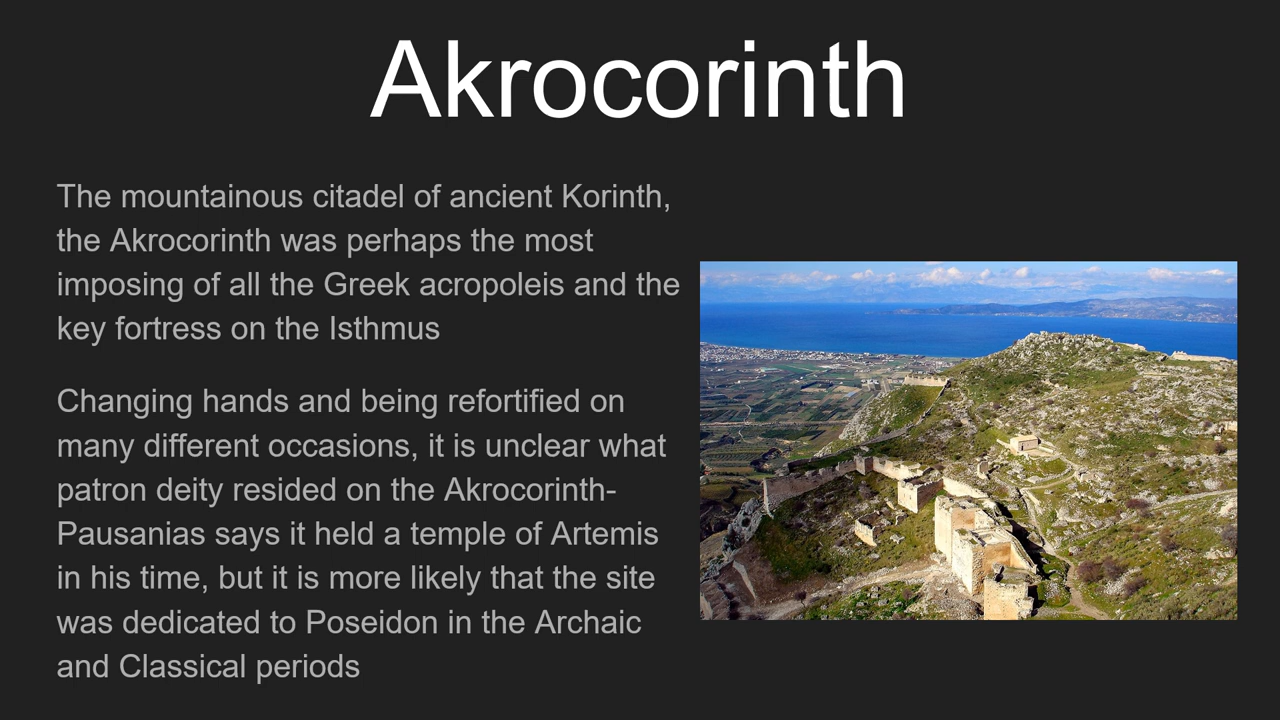 Akrocorinth
The mountainous citadel of ancient Korinth,
the Akrocorinth was perhaps the most
imposing of all the Greek acropoleis and the
key fortress on the Isthmus
Changing hands and being refortified on
many different occasions, it is unclear what
patron deity resided on the Akrocorinth-
Pausanias says it held a temple of Artemis
in his time, but it is more likely that the site
was dedicated to Poseidon in the Archaic
and Classical periods